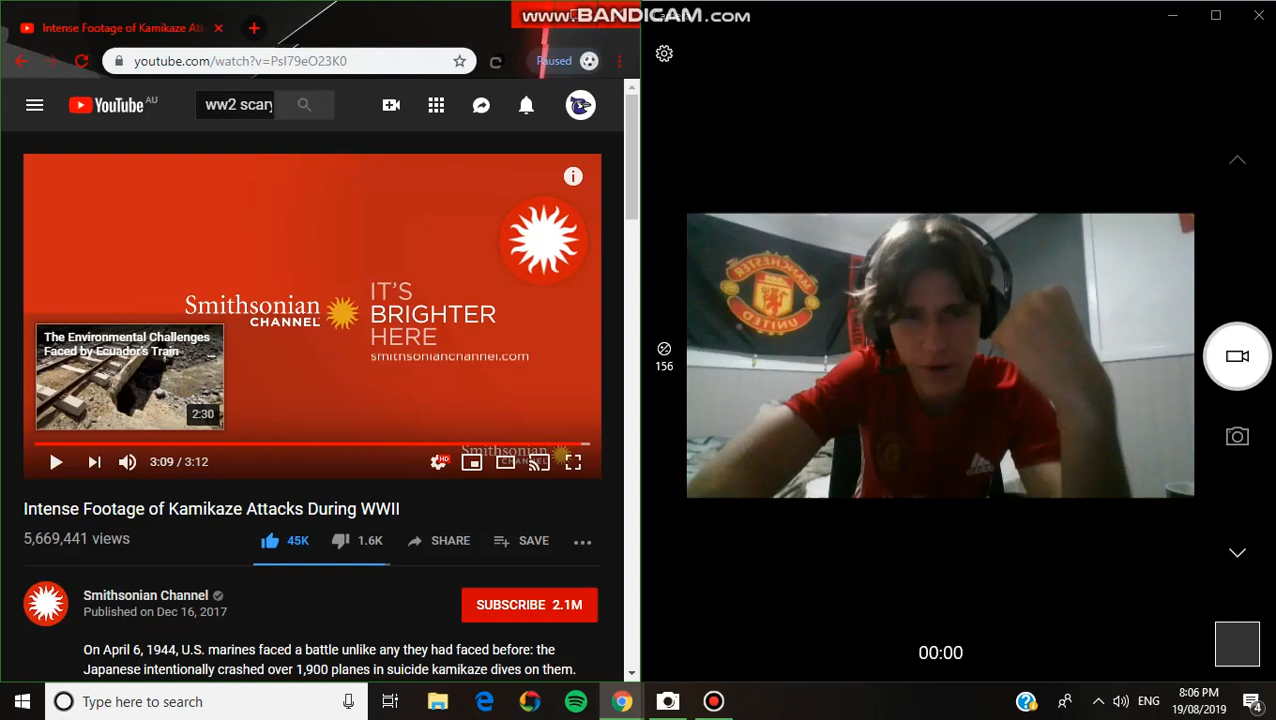 www.BANDICAM.com
Intense Footage of Kamikaze Att
youtube.com/watch?v=PsI79eO23K0
Paused
YouTube AU
ww2 scary
Smithsonian
CHANNEL
IT'S
BRIGHTER
HERE
smithsonianchannel.com
The Environmental Challenges
Faced by Ecuador's Train
2:30
Smithsonian
3:09 / 3:12
HD
Intense Footage of Kamikaze Attacks During WWII
5,669,441 views
45K
1.6K
SHARE
SAVE
Smithsonian Channel
Published on Dec 16, 2017
SUBSCRIBE 2.1M
On April 6, 1944, U.S. marines faced a battle unlike any they had faced before: the
Japanese intentionally crashed over 1,900 planes in suicide kamikaze dives on them.
MANCHESTER
UNITED
156
00:00
Type here to search
ENG
8:06 PM
19/08/2019
4